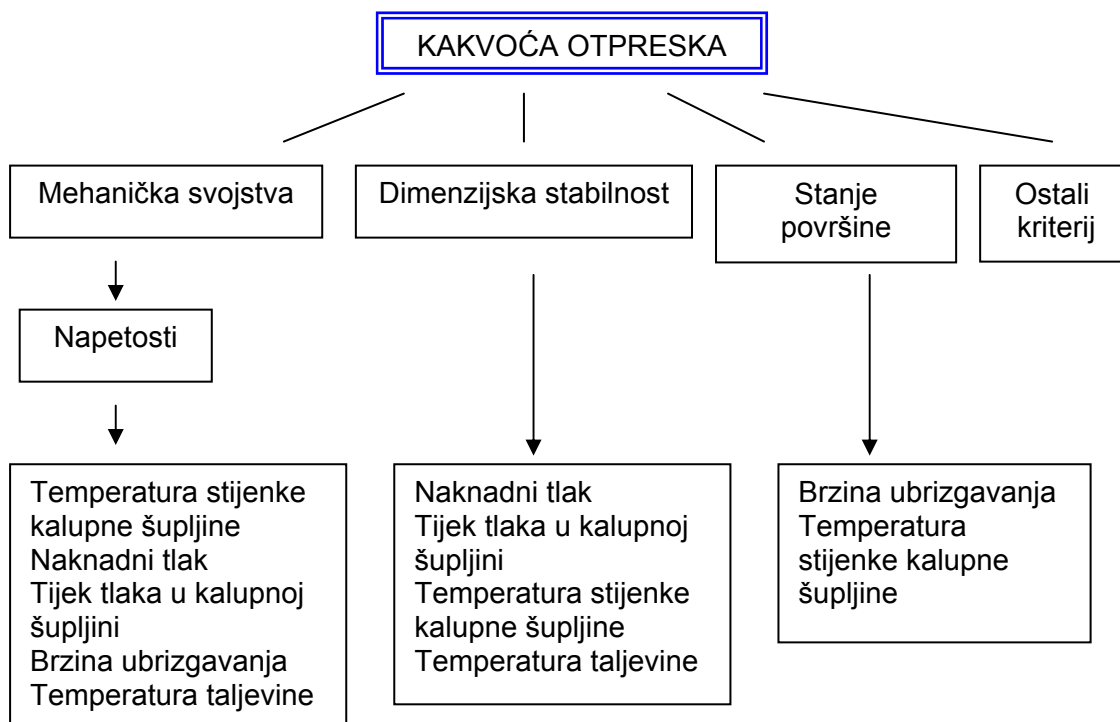 KAKVOĆA OTPRESKA
Mehanička svojstva
Dimenzijska stabilnost
Stanje
površine
Ostali
kriterij
Napetosti
Temperatura stijenke
kalupne šupljine
Naknadni tlak
Tijek tlaka u kalupnoj
šupljini
Brzina ubrizgavanja
Temperatura taljevine
Naknadni tlak
Tijek tlaka u kalupnoj
šupljini
Temperatura stijenke
kalupne šupljine
Temperatura taljevine
Brzina ubrizgavanja
Temperatura
stijenke kalupne
šupljine